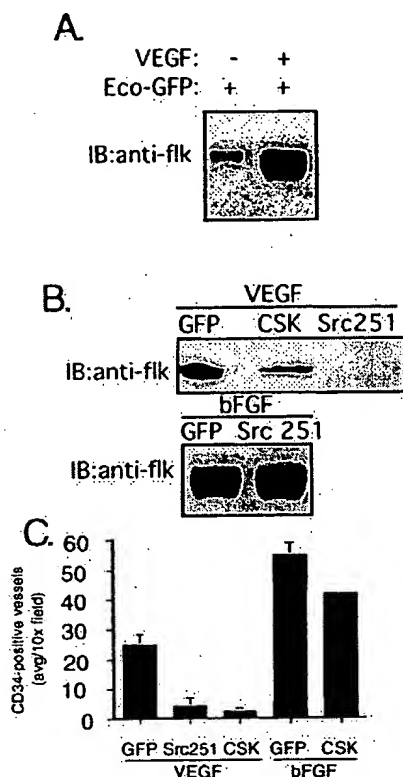 A.
VEGF: - +
Eco-GFP: + +
IB:anti-flk
B.
VEGF
GFP CSK Src251
IB:anti-flk
bFGF
GFP Src 251
IB:anti-flk
C.
CD34-positive vessels
(avg/10x field)
60
50
40
30
20
10
0
GFP Src251 CSK GFP CSK
VEGF bFGF